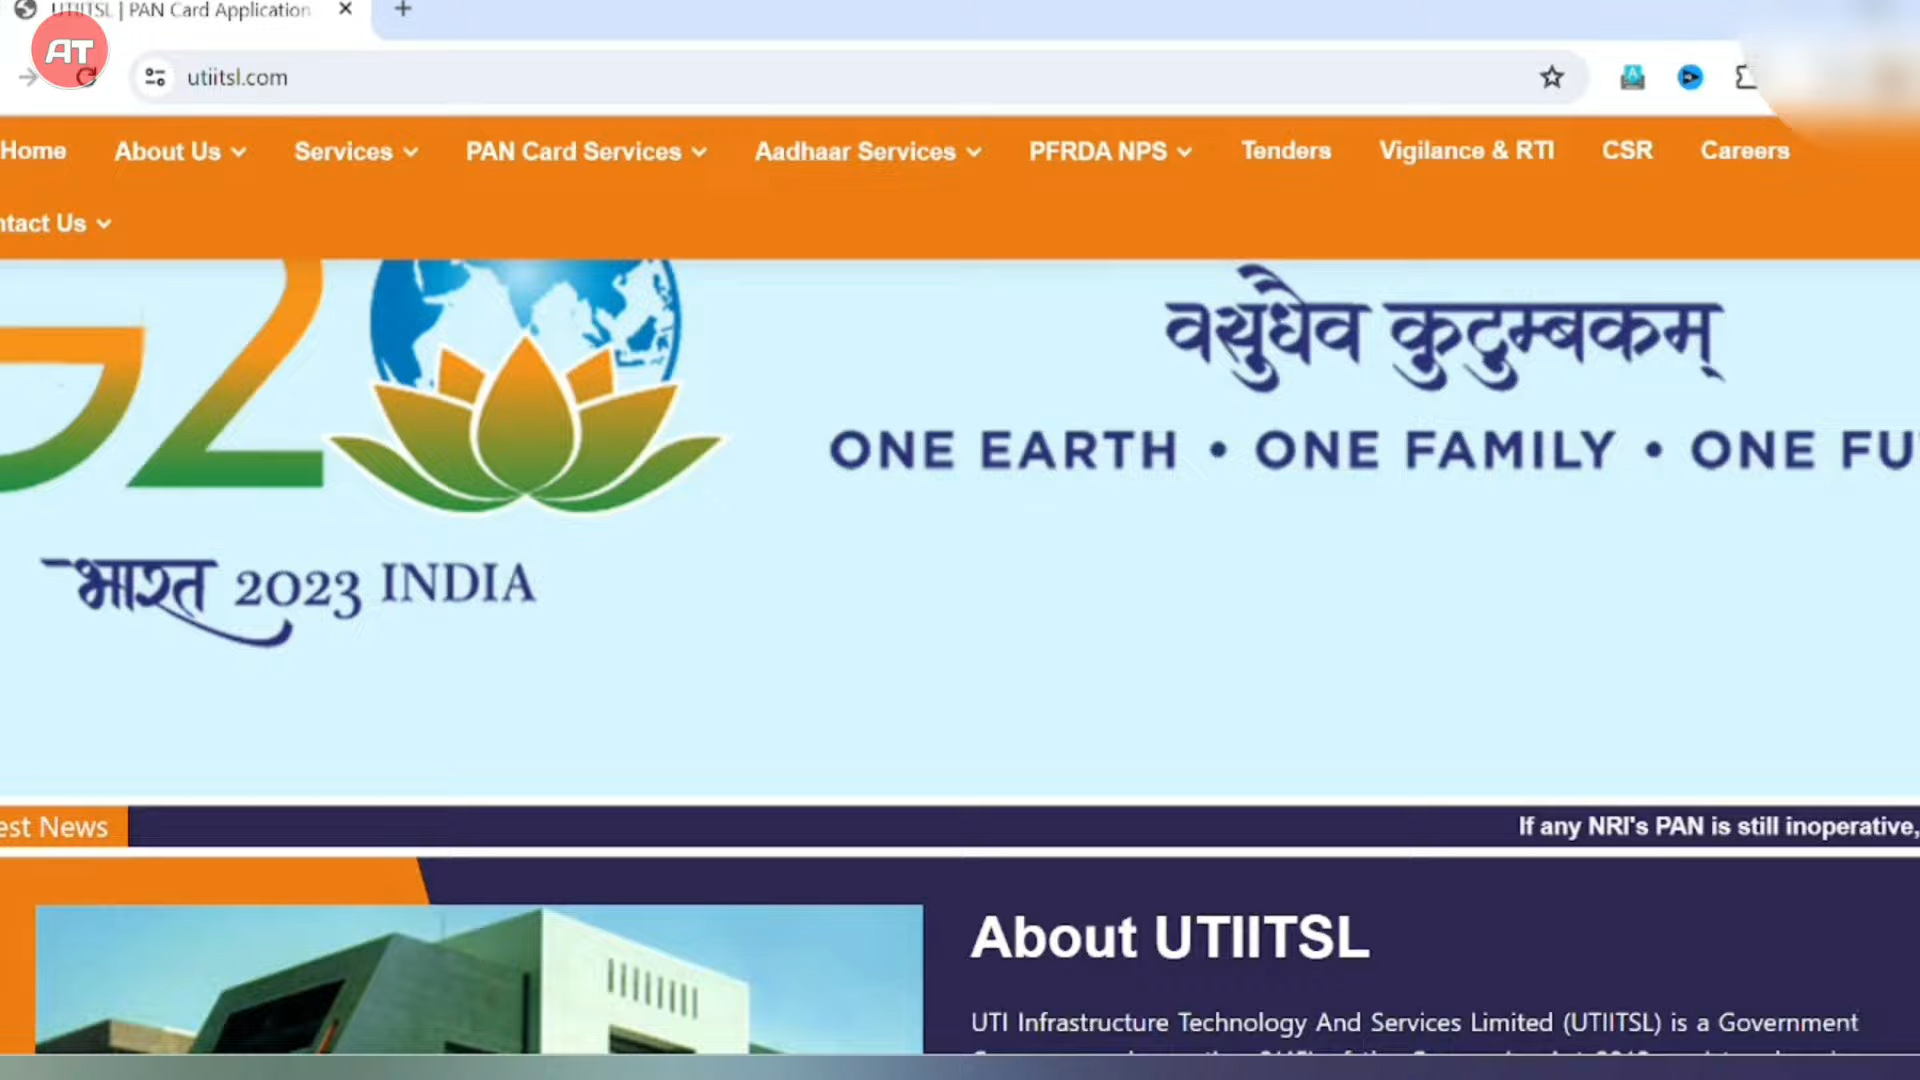 UTIITSL | PAN Card Application
AT
utiitsl.com
Home About Us Services PAN Card Services Aadhaar Services PFRDA NPS Tenders Vigilance & RTI CSR Careers
ntact Us
G2
वसुधैव कुटुम्बकम्
ONE EARTH • ONE FAMILY • ONE FU
भारत 2023 INDIA
est News
If any NRI's PAN is still inoperative,
About UTIITSL
UTI Infrastructure Technology And Services Limited (UTIITSL) is a Government